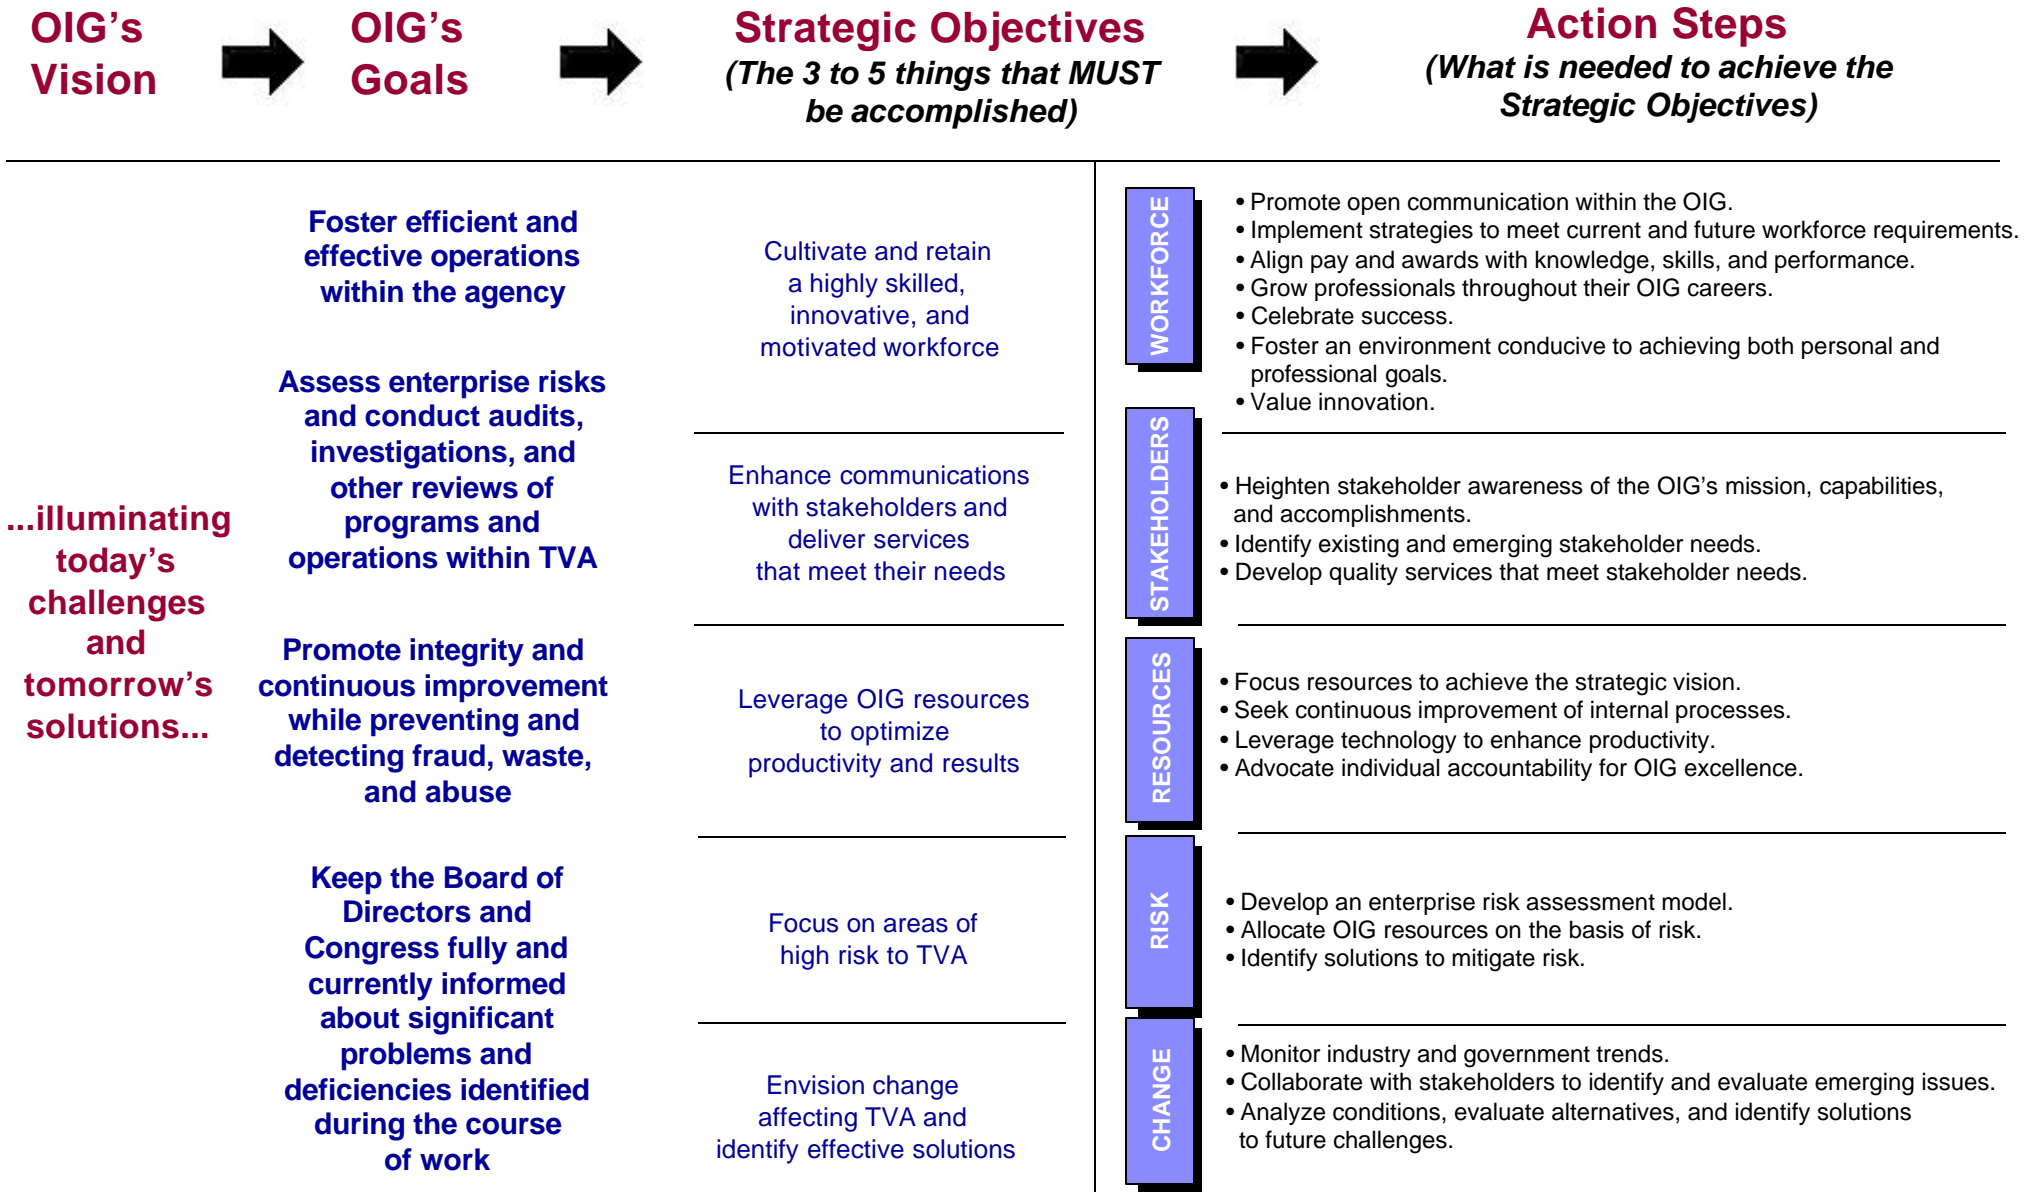 OIG’s
Vision
OIG’s
Goals
Strategic Objectives
(The 3 to 5 things that MUST
be accomplished)
Action Steps
(What is needed to achieve the
Strategic Objectives)
...illuminating
today’s
challenges
and
tomorrow’s
solutions...
Foster efficient and
effective operations
within the agency
Assess enterprise risks
and conduct audits,
investigations, and
other reviews of
programs and
operations within TVA
Promote integrity and
continuous improvement
while preventing and
detecting fraud, waste,
and abuse
Keep the Board of
Directors and
Congress fully and
currently informed
about significant
problems and
deficiencies identified
during the course
of work
Cultivate and retain
a highly skilled,
innovative, and
motivated workforce
Enhance communications
with stakeholders and
deliver services
that meet their needs
Leverage OIG resources
to optimize
productivity and results
Focus on areas of
high risk to TVA
Envision change
affecting TVA and
identify effective solutions
WORKFORCE
• Promote open communication within the OIG.
• Implement strategies to meet current and future workforce requirements.
• Align pay and awards with knowledge, skills, and performance.
• Grow professionals throughout their OIG careers.
• Celebrate success.
• Foster an environment conducive to achieving both personal and
professional goals.
• Value innovation.
STAKEHOLDERS
• Heighten stakeholder awareness of the OIG’s mission, capabilities,
and accomplishments.
• Identify existing and emerging stakeholder needs.
• Develop quality services that meet stakeholder needs.
RESOURCES
• Focus resources to achieve the strategic vision.
• Seek continuous improvement of internal processes.
• Leverage technology to enhance productivity.
• Advocate individual accountability for OIG excellence.
RISK
• Develop an enterprise risk assessment model.
• Allocate OIG resources on the basis of risk.
• Identify solutions to mitigate risk.
CHANGE
• Monitor industry and government trends.
• Collaborate with stakeholders to identify and evaluate emerging issues.
• Analyze conditions, evaluate alternatives, and identify solutions
to future challenges.